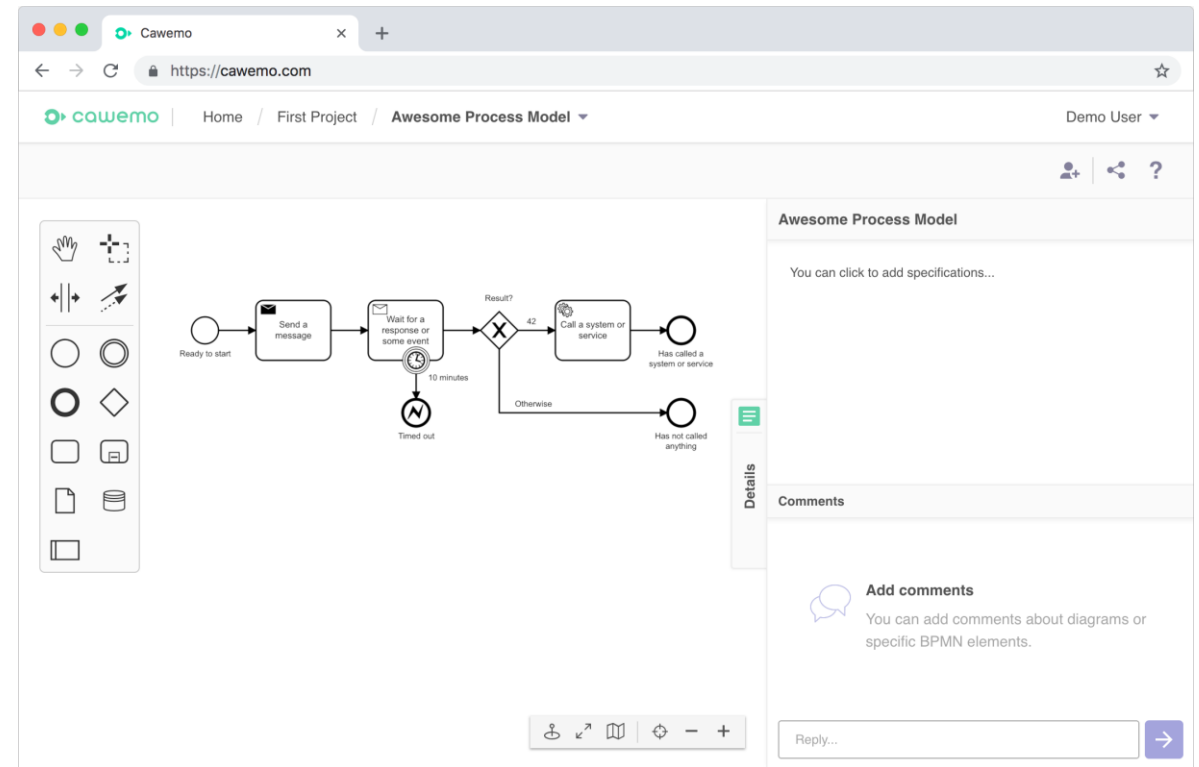 Cawemo
https://cawemo.com
cawemo
Home / First Project / Awesome Process Model
Demo User
?
Awesome Process Model
You can click to add specifications...
Result?
Send a
message
Wait for a
response or
some event
X
42
Call a system or
service
Ready to start
Has called a
system or service
10 minutes
Otherwise
Timed out
Has not called
anything
Details
Comments
Add comments
You can add comments about diagrams or
specific BPMN elements.
Reply...